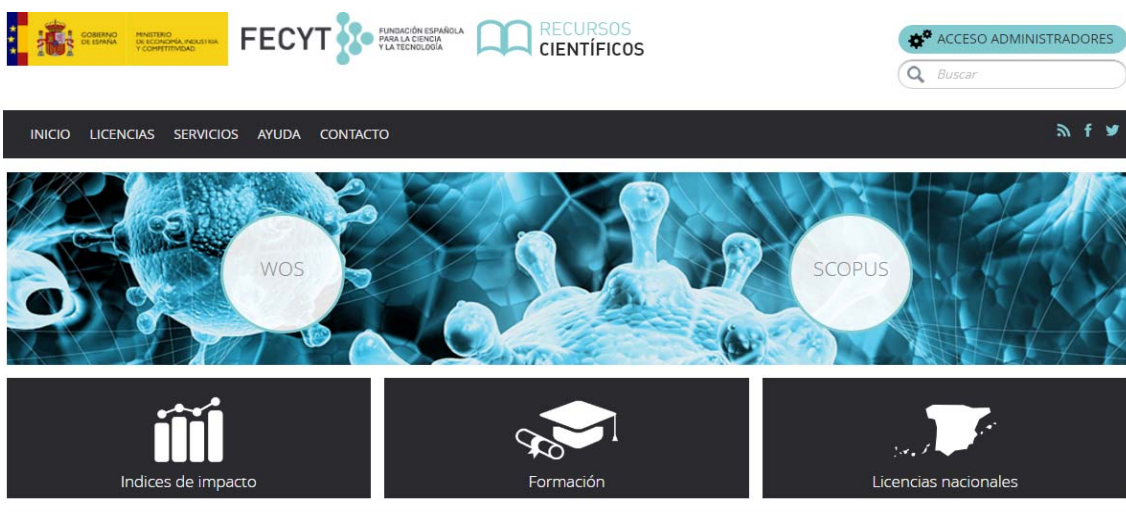 GOBIERNO
DE ESPAÑA
MINISTERIO
DE ECONOMÍA, INDUSTRIA
Y COMPETITIVIDAD
FECYT
FUNDACIÓN ESPAÑOLA
PARA LA CIENCIA
Y LA TECNOLOGÍA
RECURSOS
CIENTÍFICOS
ACCESO ADMINISTRADORES
Buscar
INICIO LICENCIAS SERVICIOS AYUDA CONTACTO
WOS
SCOPUS
Indices de impacto
Formación
Licencias nacionales